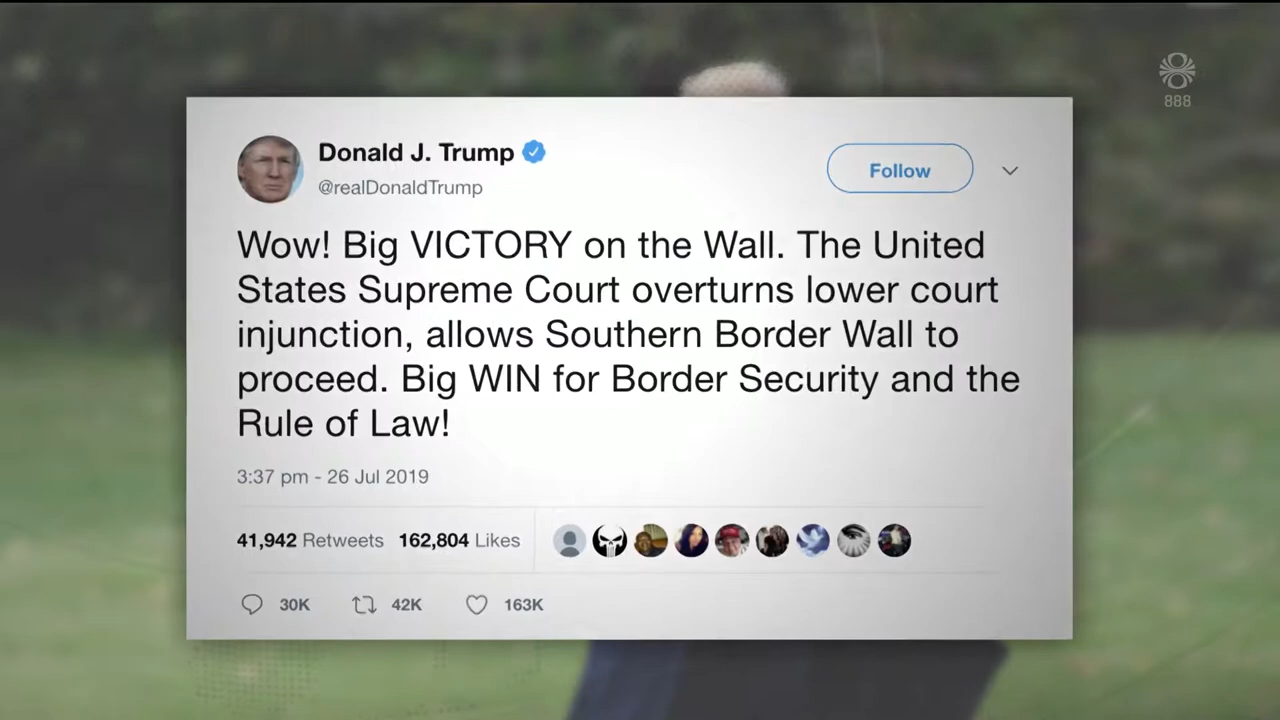 888
Donald J. Trump
@realDonaldTrump
Follow
Wow! Big VICTORY on the Wall. The United
States Supreme Court overturns lower court
injunction, allows Southern Border Wall to
proceed. Big WIN for Border Security and the
Rule of Law!
3:37 pm - 26 Jul 2019
41,942 Retweets 162,804 Likes
30K 42K 163K